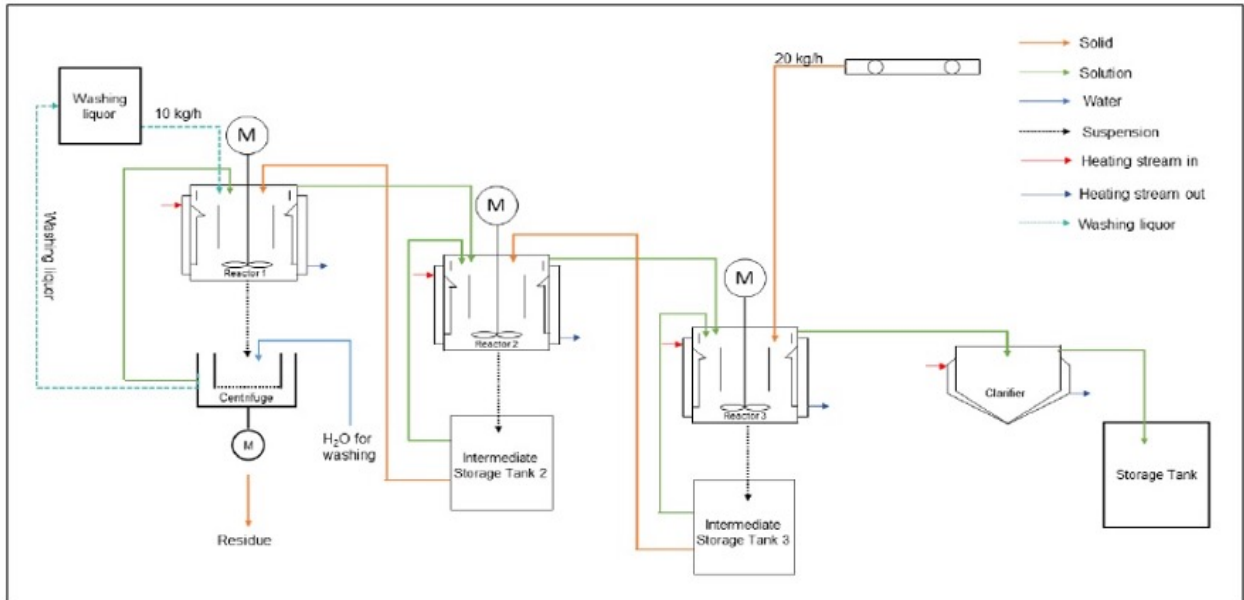 20 kg/h
Solid
Solution
Water
Suspension
Heating stream in
Heating stream out
Washing liquor
Washing
liquor
10 kg/h
M
Washing liquor
Reactor 1
M
Reactor 2
M
Reactor 3
Centrifuge
M
H₂O for
washing
Residue
Intermediate
Storage Tank 2
Intermediate
Storage Tank 3
Clarifier
Storage Tank